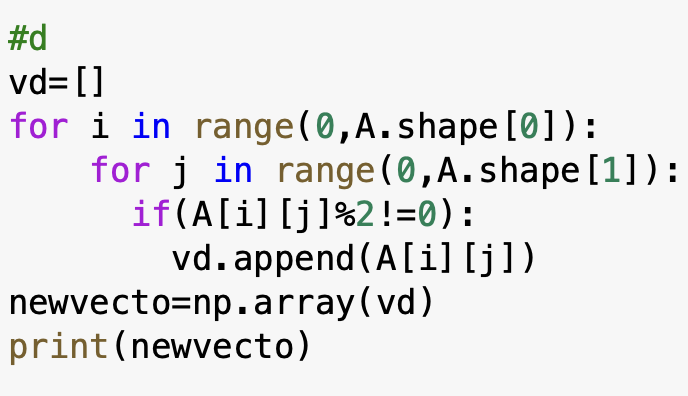 #d
vd=[]
for i in range(0,A.shape[0]):
    for j in range(0,A.shape[1]):
      if(A[i][j]%2!=0):
        vd.append(A[i][j])
newvecto=np.array(vd)
print(newvecto)